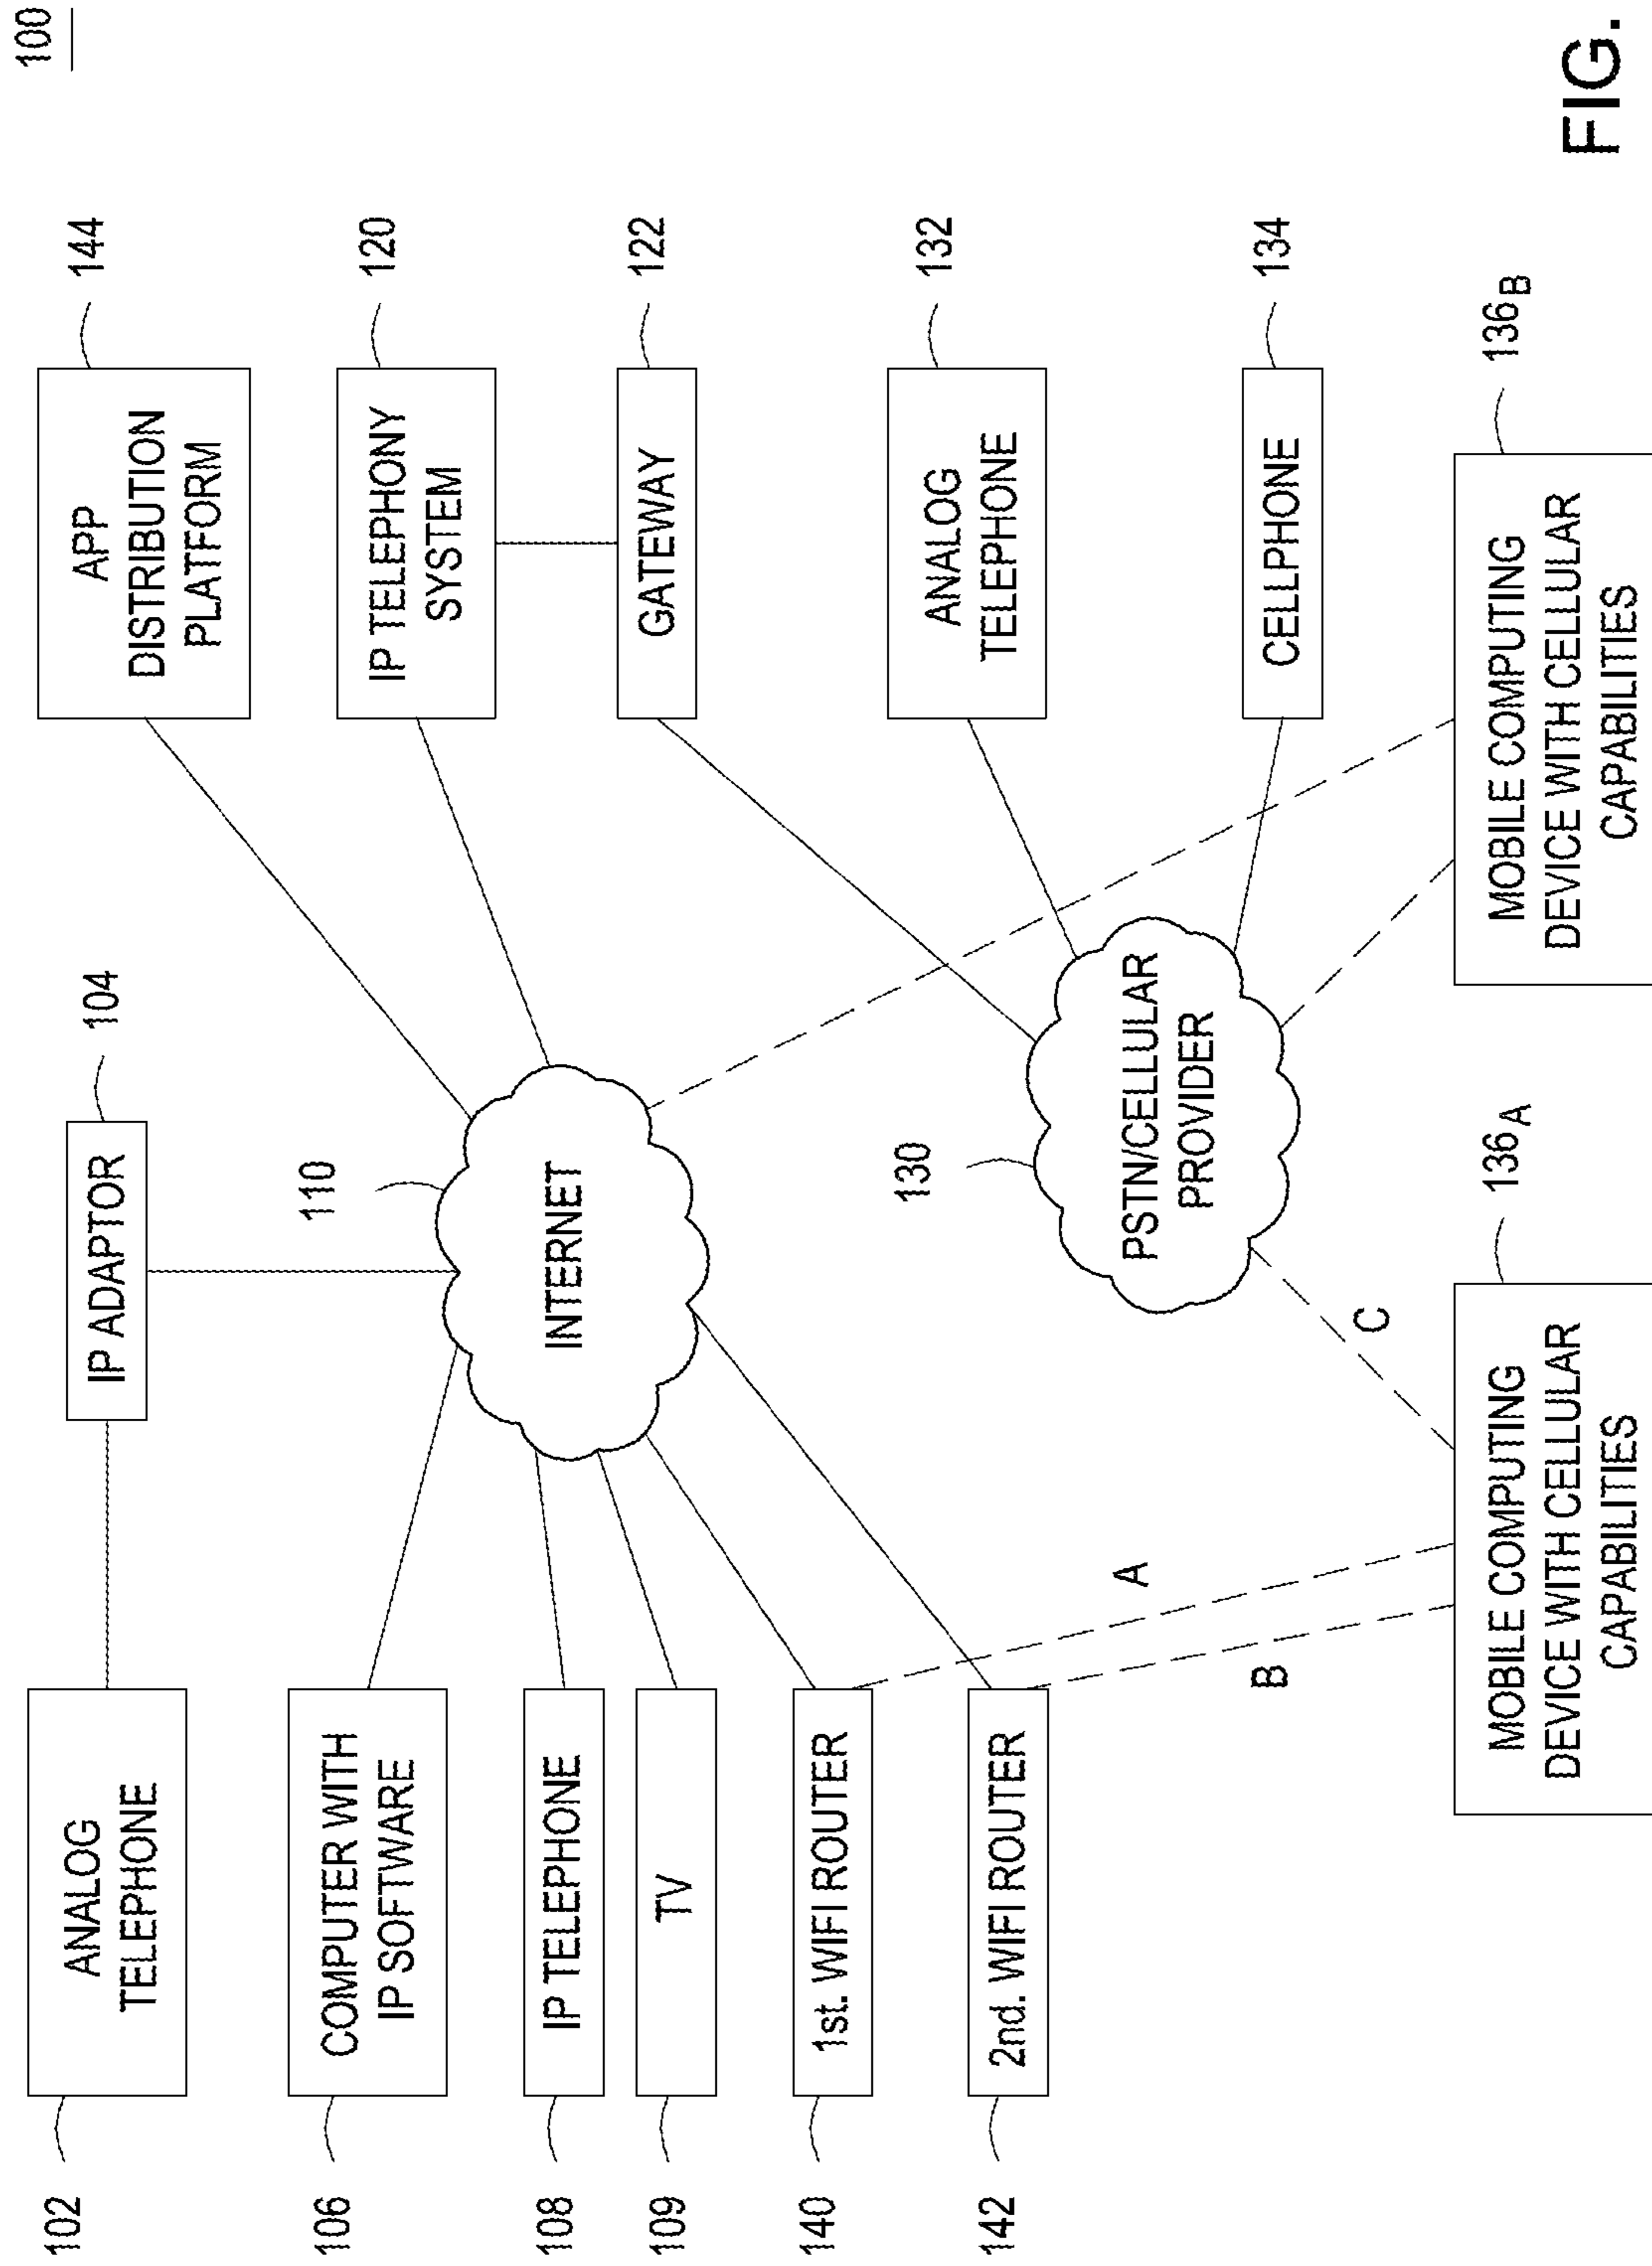 100
102
ANALOG
TELEPHONE
IP ADAPTOR
104
APP
DISTRIBUTION
PLATFORM
144
106
COMPUTER WITH
IP SOFTWARE
110
INTERNET
IP TELEPHONY
SYSTEM
120
108
IP TELEPHONE
GATEWAY
122
109
TV
140
1st. WIFI ROUTER
142
2nd. WIFI ROUTER
130
PSTN/CELLULAR
PROVIDER
ANALOG
TELEPHONE
132
CELLPHONE
134
A
B
C
MOBILE COMPUTING
DEVICE WITH CELLULAR
CAPABILITIES
136A
MOBILE COMPUTING
DEVICE WITH CELLULAR
CAPABILITIES
136B
FIG.